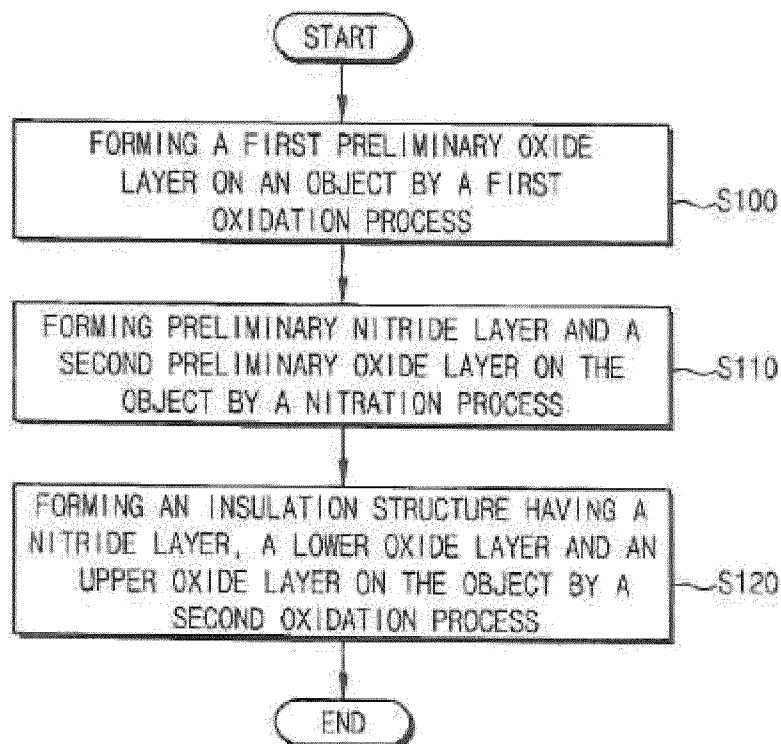 START
FORMING A FIRST PRELIMINARY OXIDE
LAYER ON AN OBJECT BY A FIRST
OXIDATION PROCESS
S100
FORMING PRELIMINARY NITRIDE LAYER AND A
SECOND PRELIMINARY OXIDE LAYER ON THE
OBJECT BY A NITRATION PROCESS
S110
FORMING AN INSULATION STRUCTURE HAVING A
NITRIDE LAYER, A LOWER OXIDE LAYER AND AN
UPPER OXIDE LAYER ON THE OBJECT BY A
SECOND OXIDATION PROCESS
S120
END